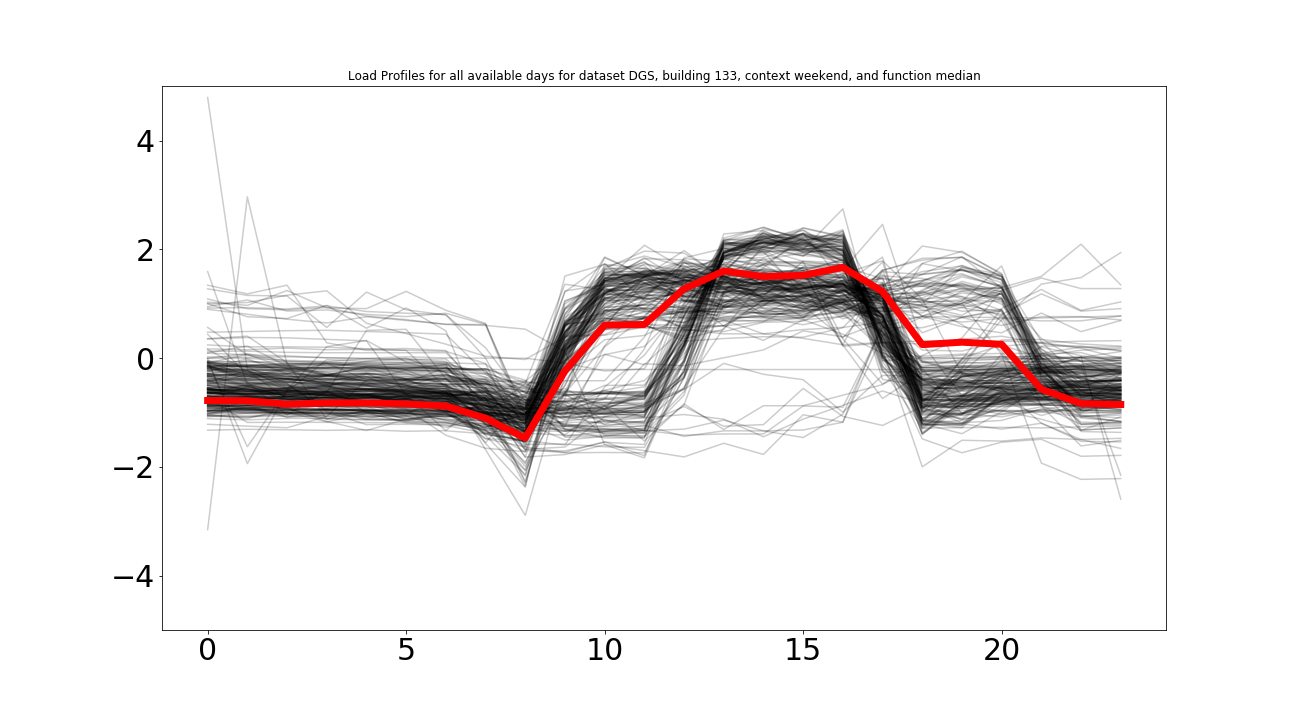 Load Profiles for all available days for dataset DGS, building 133, context weekend, and function median
4
2
0
−2
−4
0 5 10 15 20